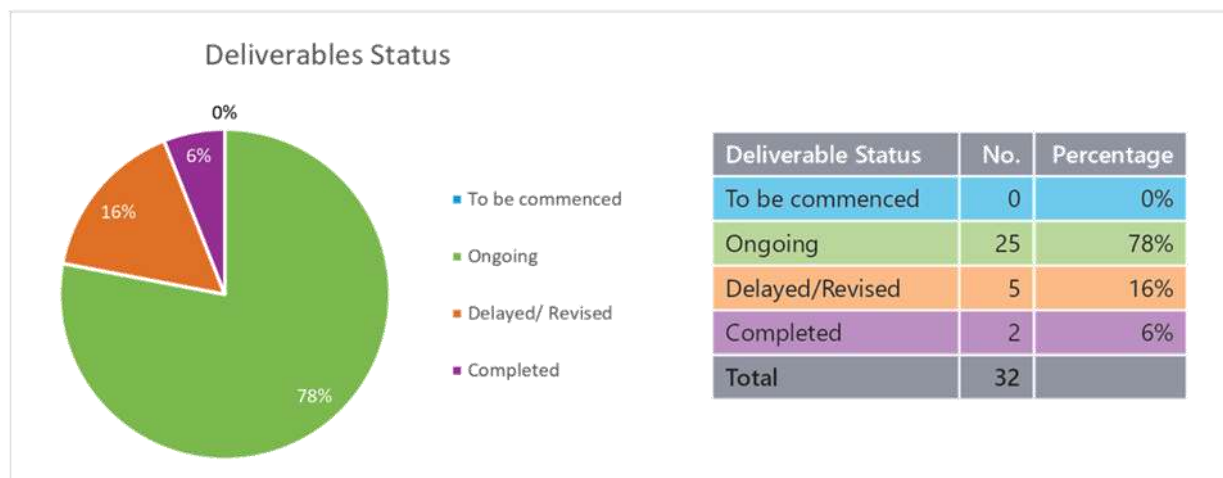 Deliverables Status
0%
6%
16%
78%
To be commenced
Ongoing
Delayed/ Revised
Completed
Deliverable Status No. Percentage
To be commenced 0 0%
Ongoing 25 78%
Delayed/Revised 5 16%
Completed 2 6%
Total 32